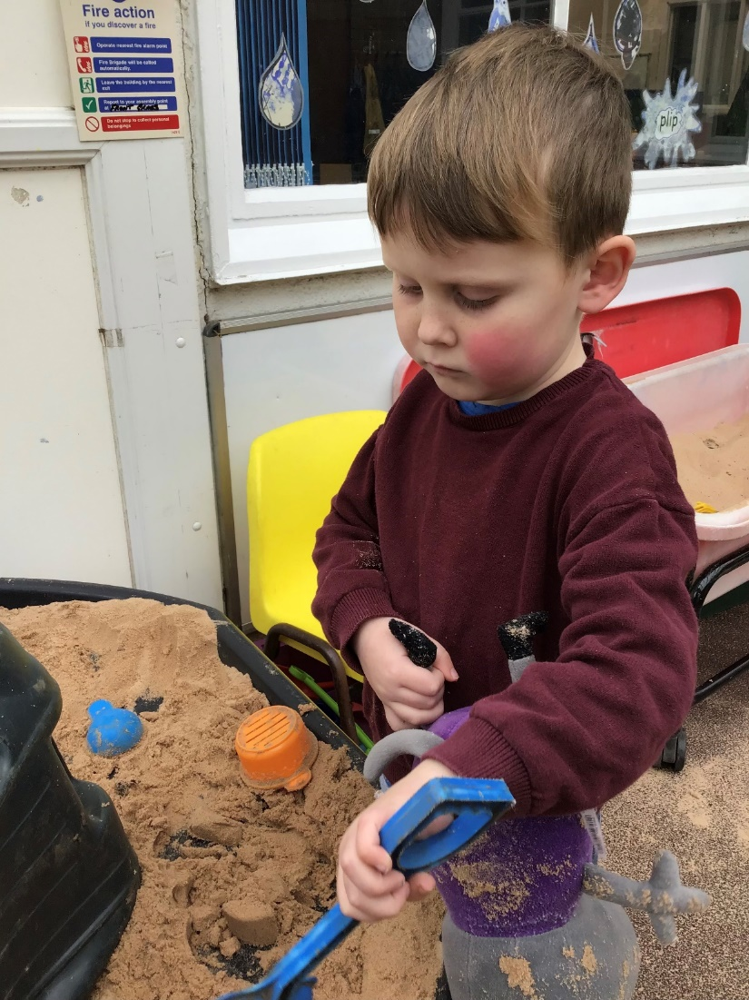 Fire action
if you discover a fire
Operate nearest fire alarm point
Fire Brigade will be called
automatically.
Leave the building by the nearest
exit
Report to your assembly point
at
Do not stop to collect personal
belongings
plip